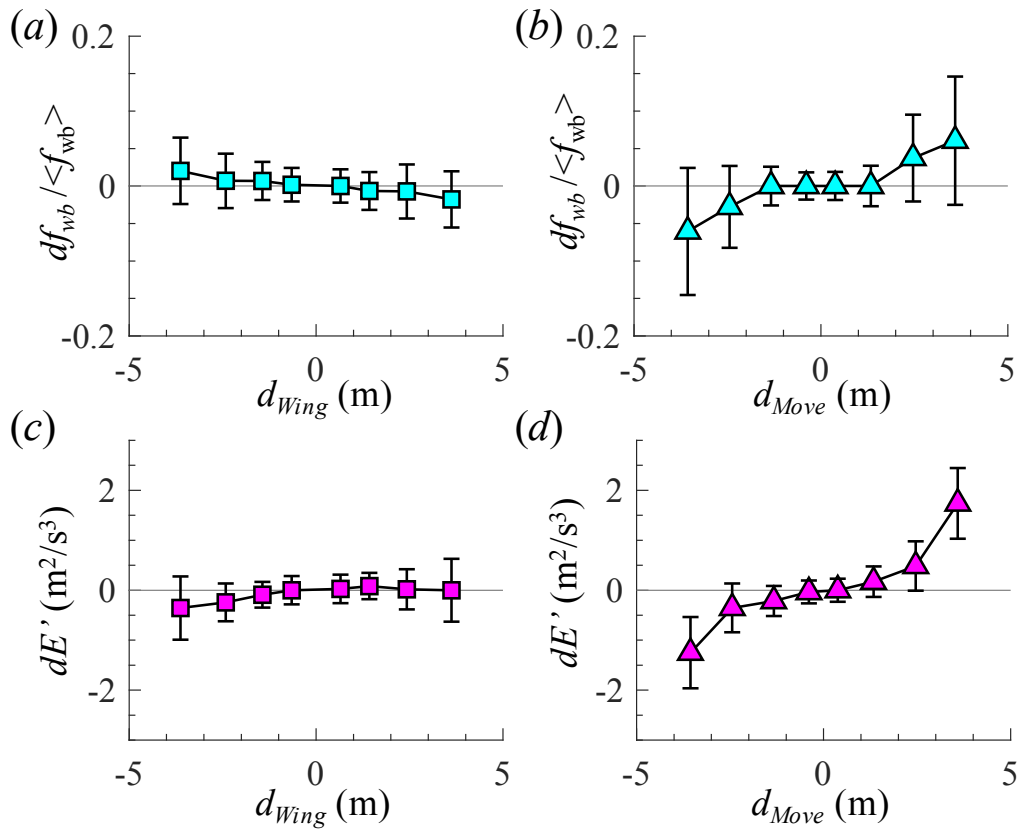 (a)
(b)
0.2
0
-0.2
df_wb /<f_wb>
-5
0
5
d_Wing (m)
0.2
0
-0.2
df_wb /<f_wb>
-5
0
5
d_Move (m)
(c)
(d)
2
0
-2
dE’ (m²/s³)
-5
0
5
d_Wing (m)
2
0
-2
dE’ (m²/s³)
-5
0
5
d_Move (m)